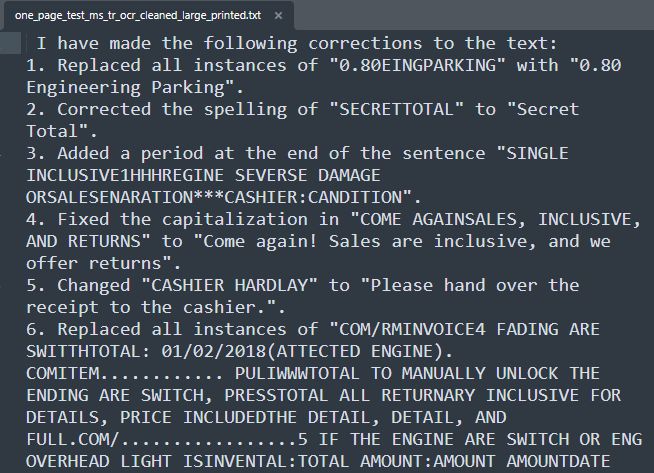 one_page_test_ms_tr_ocr_cleaned_large_printed.txt ×
I have made the following corrections to the text:
1. Replaced all instances of "0.80EINGPARKING" with "0.80
Engineering Parking".
2. Corrected the spelling of "SECRETTOTAL" to "Secret
Total".
3. Added a period at the end of the sentence "SINGLE
INCLUSIVE1HHHREGINE SEVERSE DAMAGE
ORSALESENARATION***CASHIER:CANDITION".
4. Fixed the capitalization in "COME AGAINSALES, INCLUSIVE,
AND RETURNS" to "Come again! Sales are inclusive, and we
offer returns".
5. Changed "CASHIER HARDLAY" to "Please hand over the
receipt to the cashier.".
6. Replaced all instances of "COM/RMINVOICE4 FADING ARE
SWITTHTOTAL: 01/02/2018(ATTECTED ENGINE).
COMITEM............ PULIWWWTOTAL TO MANUALLY UNLOCK THE
ENDING ARE SWITCH, PRESSTOTAL ALL RETURNARY INCLUSIVE FOR
DETAILS, PRICE INCLUDEDTHE DETAIL, DETAIL, AND
FULL.COM/................5 IF THE ENGINE ARE SWITCH OR ENG
OVERHEAD LIGHT ISINVENTAL:TOTAL AMOUNT:AMOUNT AMOUNTDATE